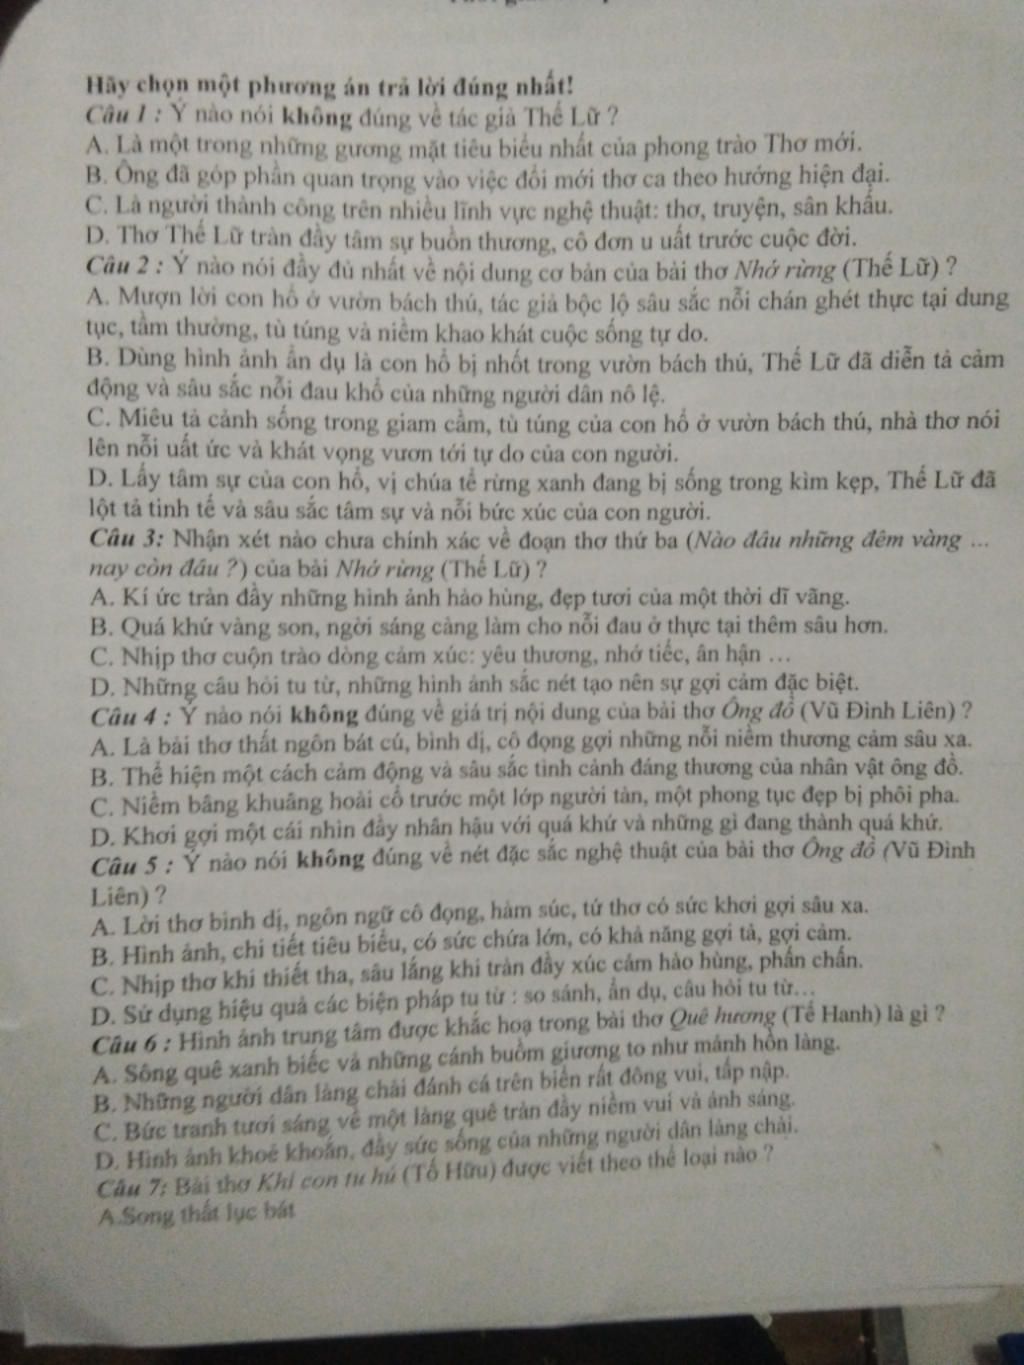 Hãy chọn một phương án trả lời đúng nhất!
Câu 1 : Ý nào nói không đúng về tác giả Thế Lữ ?
A. Là một trong những gương mặt tiêu biểu nhất của phong trào Thơ mới.
B. Ông đã góp phần quan trọng vào việc đổi mới thơ ca theo hướng hiện đại.
C. Là người thành công trên nhiều lĩnh vực nghệ thuật: thơ, truyện, sân khấu.
D. Thơ Thế Lữ tràn đầy tâm sự buồn thương, cô đơn u uất trước cuộc đời.
Câu 2 : Ý nào nói đầy đủ nhất về nội dung cơ bản của bài thơ Nhớ rừng (Thế Lữ) ?
A. Mượn lời con hổ ở vườn bách thú, tác giả bộc lộ sâu sắc nỗi chán ghét thực tại dung
tục, tầm thường, tù túng và niềm khao khát cuộc sống tự do.
B. Dùng hình ảnh ẩn dụ là con hổ bị nhốt trong vườn bách thú, Thế Lữ đã diễn tả cảm
động và sâu sắc nỗi đau khổ của những người dân nô lệ.
C. Miêu tả cảnh sống trong giam cầm, tù túng của con hổ ở vườn bách thú, nhà thơ nói
lên nỗi uất ức và khát vọng vươn tới tự do của con người.
D. Lấy tâm sự của con hổ, vị chúa tể rừng xanh đang bị sống trong kìm kẹp, Thế Lữ đã
lột tả tinh tế và sâu sắc tâm sự và nỗi bức xúc của con người.
Câu 3: Nhận xét nào chưa chính xác về đoạn thơ thứ ba (Nào đâu những đêm vàng ...
nay còn đâu ?) của bài Nhớ rừng (Thế Lữ) ?
A. Kí ức tràn đầy những hình ảnh hào hùng, đẹp tươi của một thời dĩ vãng.
B. Quá khứ vàng son, ngời sáng càng làm cho nỗi đau ở thực tại thêm sâu hơn.
C. Nhịp thơ cuộn trào dòng cảm xúc: yêu thương, nhớ tiếc, ân hận ...
D. Những câu hỏi tu từ, những hình ảnh sắc nét tạo nên sự gợi cảm đặc biệt.
Câu 4 : Ý nào nói không đúng về giá trị nội dung của bài thơ Ông đồ (Vũ Đình Liên) ?
A. Là bài thơ thất ngôn bát cú, bình dị, cô đọng gợi những nỗi niềm thương cảm sâu xa.
B. Thể hiện một cách cảm động và sâu sắc tình cảnh đáng thương của nhân vật ông đồ.
C. Niềm bâng khuâng hoài cổ trước một lớp người tàn, một phong tục đẹp bị phôi pha.
D. Khơi gợi một cái nhìn đầy nhân hậu với quá khứ và những gì đang thành quá khứ.
Câu 5 : Ý nào nói không đúng về nét đặc sắc nghệ thuật của bài thơ Ông đồ (Vũ Đình
Liên) ?
A. Lời thơ bình dị, ngôn ngữ cô đọng, hàm súc, tứ thơ có sức khơi gợi sâu xa.
B. Hình ảnh, chi tiết tiêu biểu, có sức chứa lớn, có khả năng gợi tả, gợi cảm.
C. Nhịp thơ khi thiết tha, sâu lắng khi tràn đầy xúc cảm hào hùng, phấn chấn.
D. Sử dụng hiệu quả các biện pháp tu từ : so sánh, ẩn dụ, câu hỏi tu từ...
Câu 6 : Hình ảnh trung tâm được khắc hoạ trong bài thơ Quê hương (Tế Hanh) là gì ?
A. Sông quê xanh biếc và những cánh buồm giương to như mảnh hồn làng.
B. Những người dân làng chài đánh cá trên biển rất đông vui, tấp nập.
C. Bức tranh tươi sáng về một làng quê tràn đầy niềm vui và ánh sáng.
D. Hình ảnh khoẻ khoắn, đầy sức sống của những người dân làng chài.
Câu 7: Bài thơ Khi con tu hú (Tố Hữu) được viết theo thể loại nào ?
A.Song thất lục bát